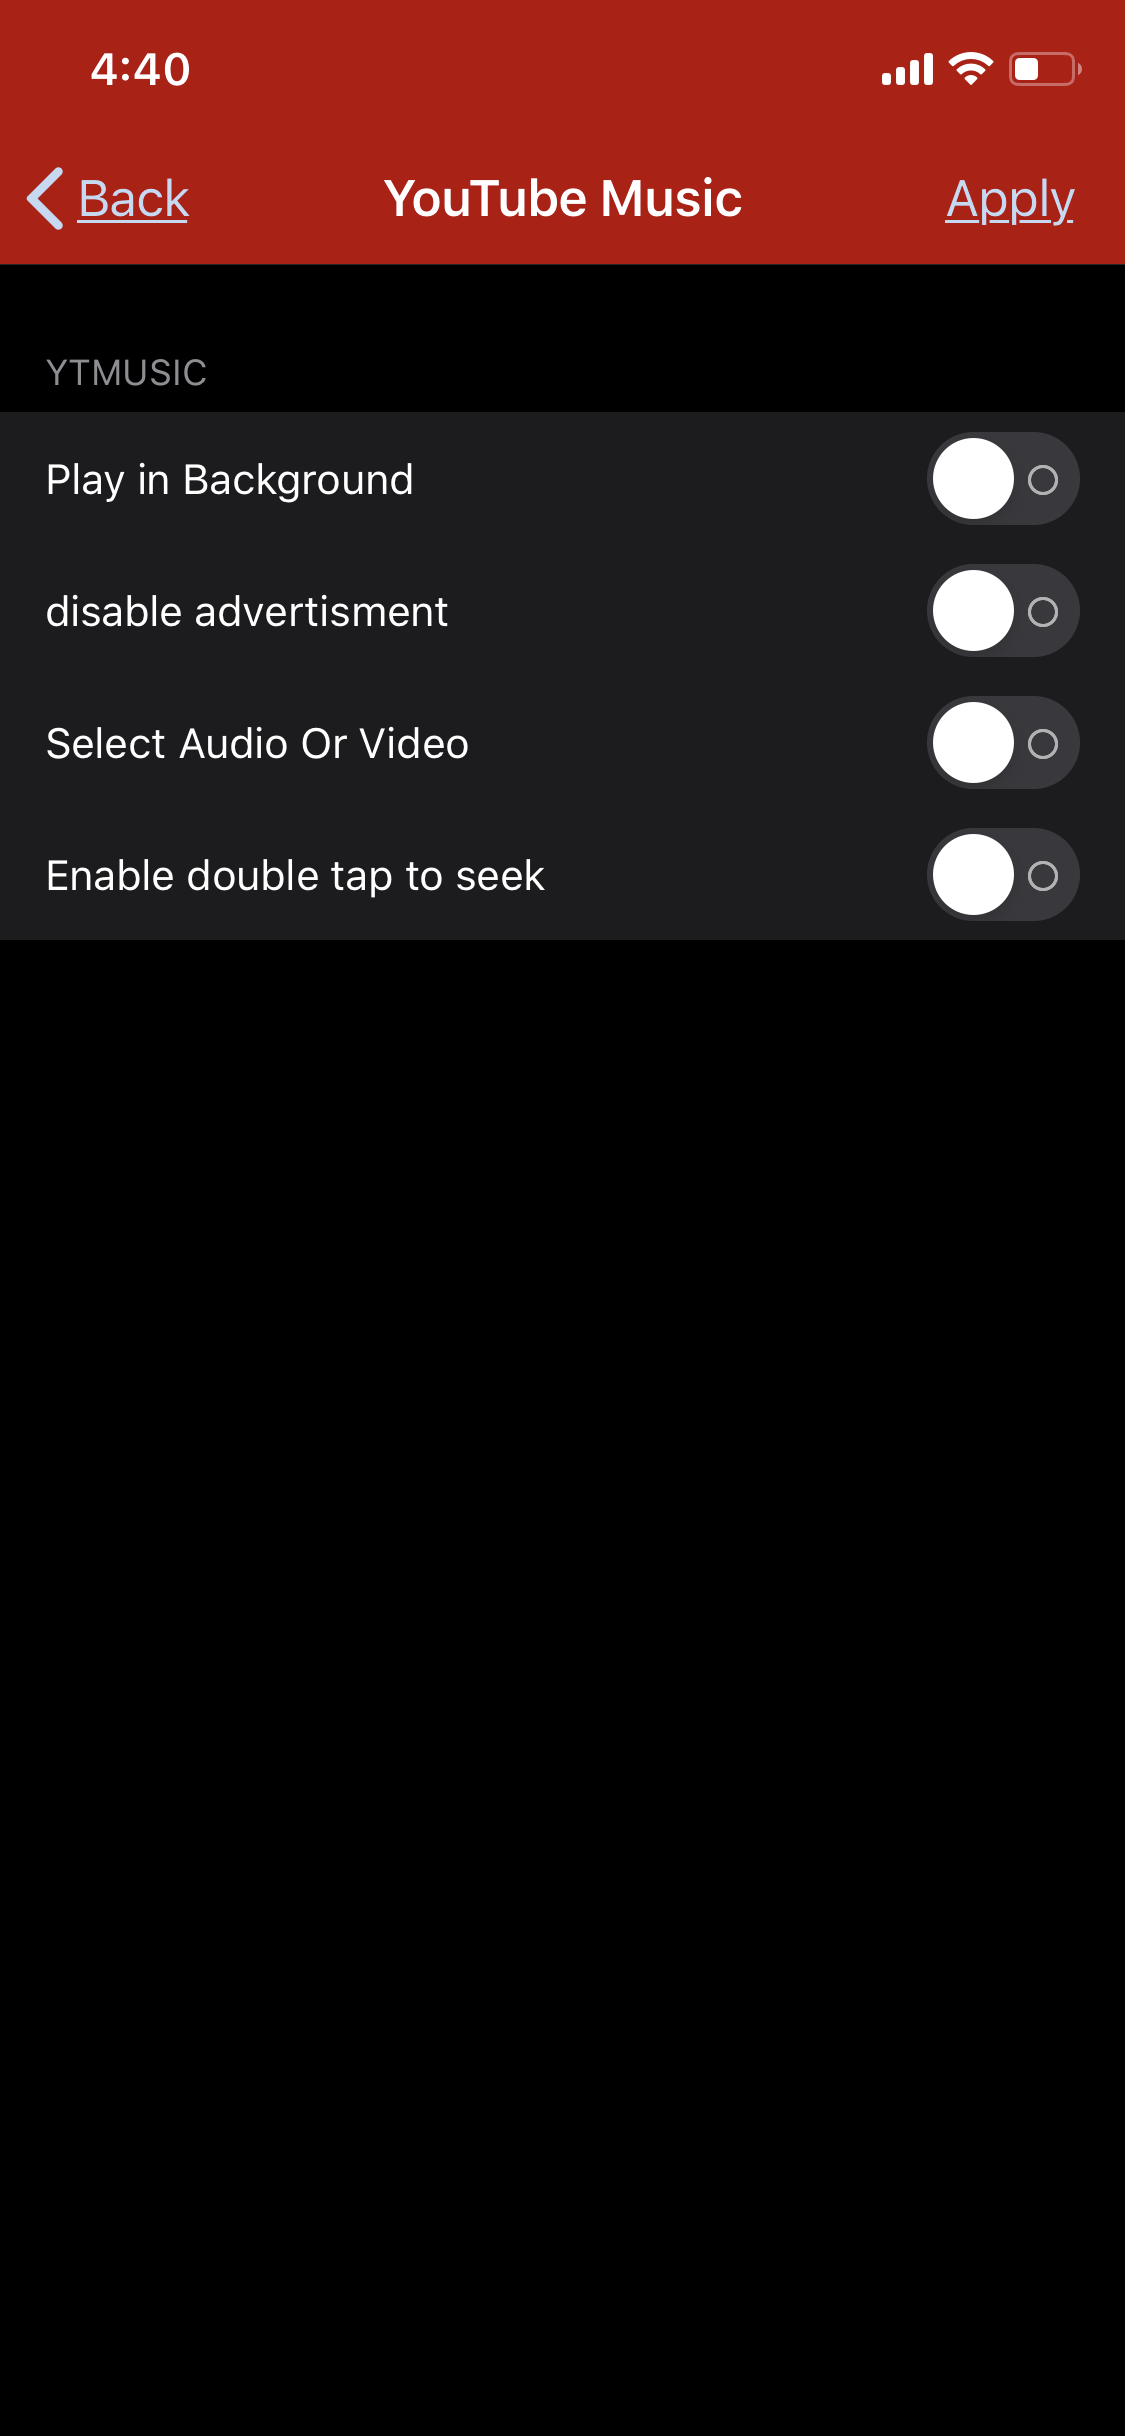 4:40
Back
YouTube Music
Apply
YTMUSIC
Play in Background
disable advertisment
Select Audio Or Video
Enable double tap to seek